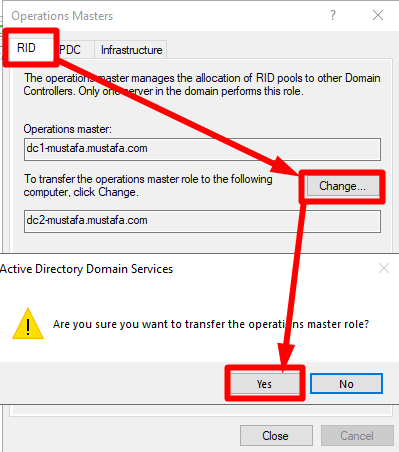 Operations Masters
RID PDC Infrastructure
The operations master manages the allocation of RID pools to other Domain
Controllers. Only one server in the domain performs this role.
Operations master:
dc1-mustafa.mustafa.com
To transfer the operations master role to the following
computer, click Change.
Change...
dc2-mustafa.mustafa.com
Active Directory Domain Services
Are you sure you want to transfer the operations master role?
Yes No
Close Cancel